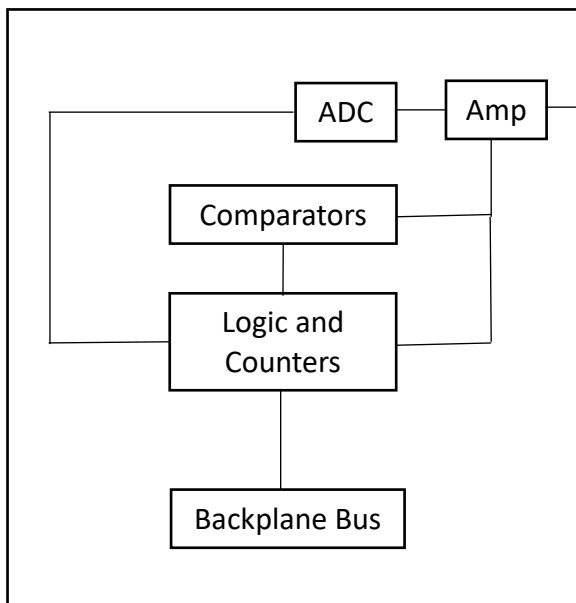 ADC
Amp
Comparators
Logic and
Counters
Backplane Bus